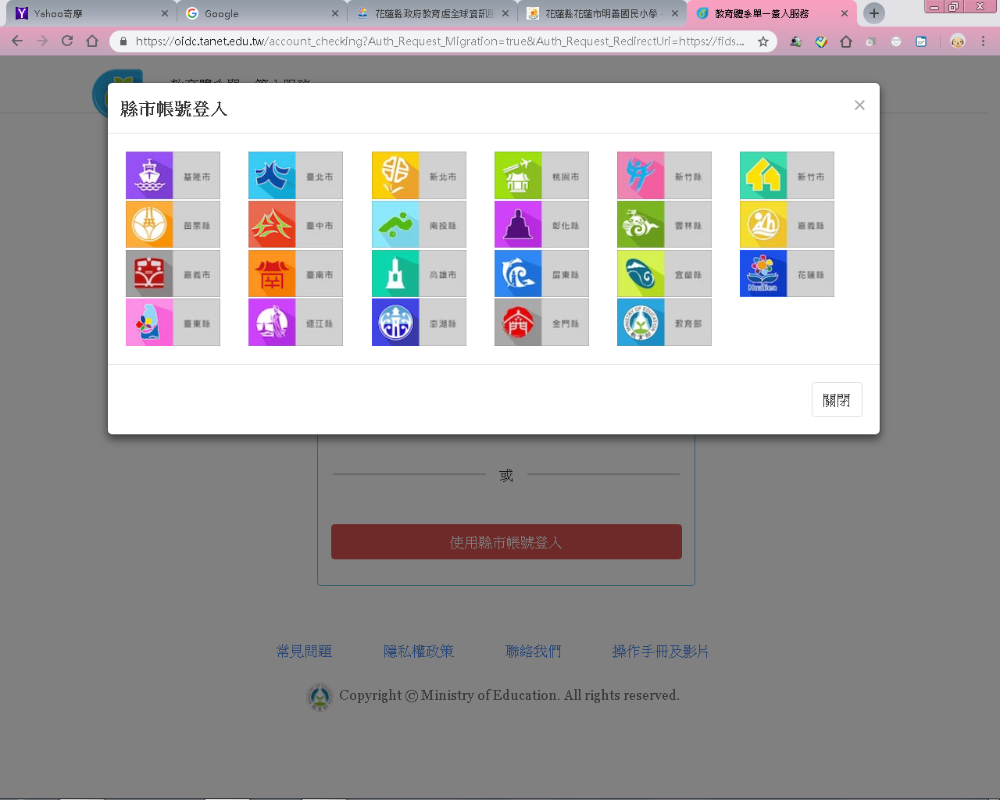 Yahoo奇摩
Google
花蓮縣政府教育處全球資訊服
花蓮縣花蓮市明義國民小學 -
教育體系單一簽入服務
https://oidc.tanet.edu.tw/account_checking?Auth_Request_Migration=true&Auth_Request_RedirectUri=https://fids...
縣市帳號登入
×
基隆市
臺北市
新北市
桃園市
新竹縣
新竹市
苗栗縣
臺中市
南投縣
彰化縣
雲林縣
嘉義縣
嘉義市
臺南市
高雄市
屏東縣
宜蘭縣
Hualien
花蓮縣
臺東縣
連江縣
澎湖縣
金門縣
MINISTRY OF EDUCATION
教育部
關閉
或
使用縣市帳號登入
常見問題
隱私權政策
聯絡我們
操作手冊及影片
Copyright © Ministry of Education. All rights reserved.